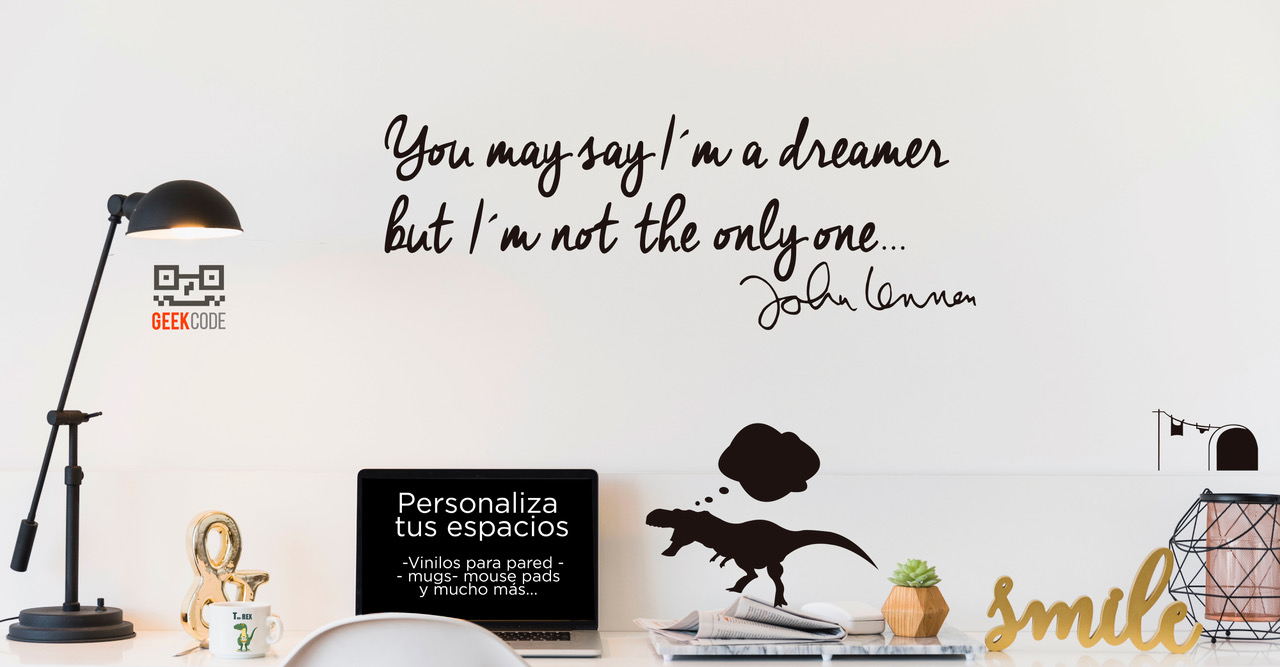 You may say I´m a dreamer
but I´m not the only one...
John Lennon
GEEKCODE
Personaliza
tus espacios
-Vinilos para pared -
- mugs- mouse pads
y mucho más...
T-REX
smile